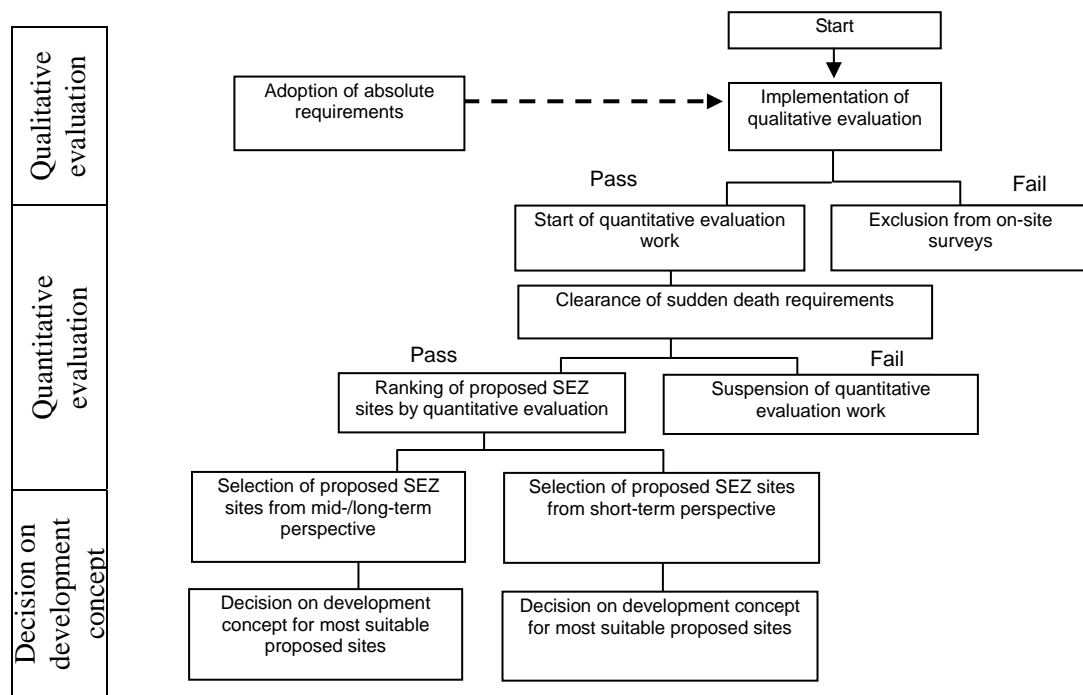 Qualitative
evaluation
Quantitative
evaluation
Decision on
development
concept
Start
Adoption of absolute
requirements
Implementation of
qualitative evaluation
Pass
Fail
Start of quantitative evaluation
work
Exclusion from on-site
surveys
Clearance of sudden death requirements
Pass
Fail
Ranking of proposed SEZ
sites by quantitative evaluation
Suspension of quantitative
evaluation work
Selection of proposed SEZ
sites from mid-/long-term
perspective
Selection of proposed SEZ sites
from short-term perspective
Decision on development
concept for most suitable
proposed sites
Decision on development concept
for most suitable proposed sites